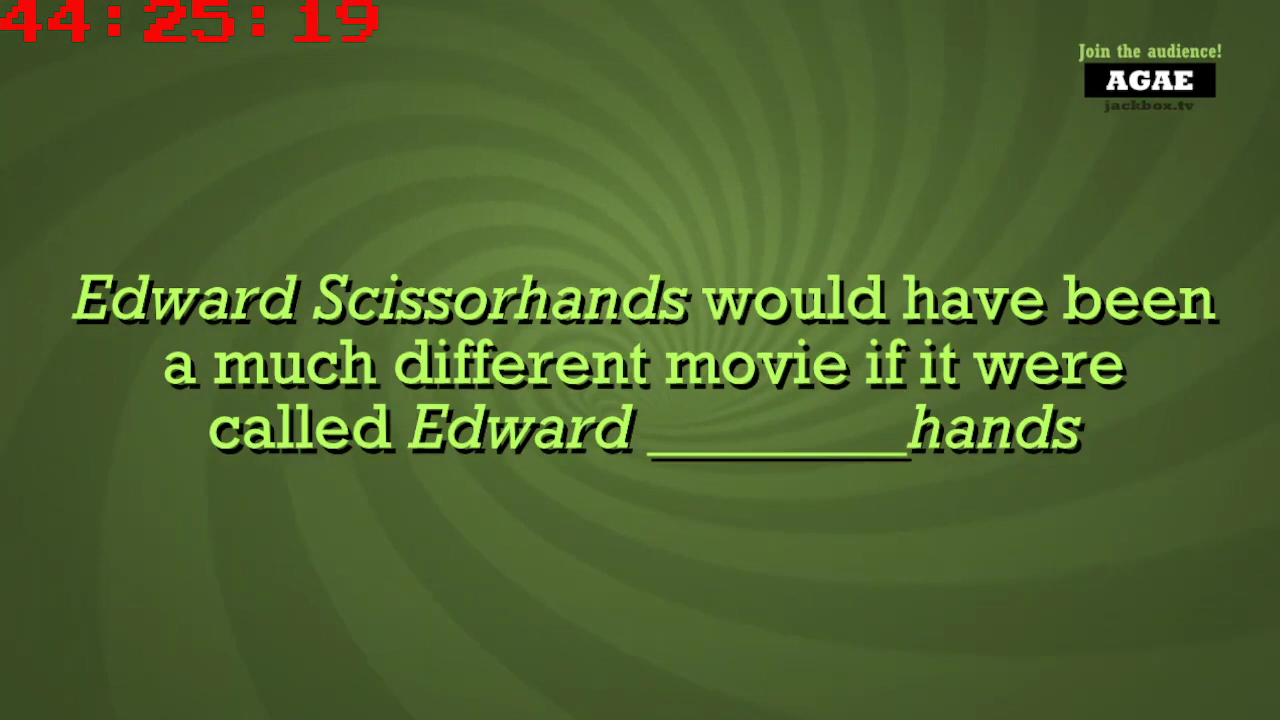 44:25:19
Join the audience!
AGAE
jackbox.tv
Edward Scissorhands would have been
a much different movie if it were
called Edward ________hands